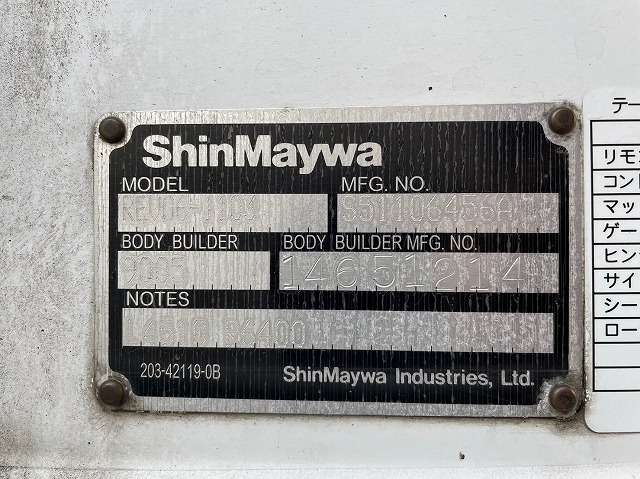 ShinMaywa
MODEL
MFG. NO.
BODY BUILDER
BODY BUILDER MFG. NO.
14651214
NOTES
203-42119-0B
ShinMaywa Industries, Ltd.
テー
リモ
コント
マッ
ゲー
ヒン
サイ
シー
ロー